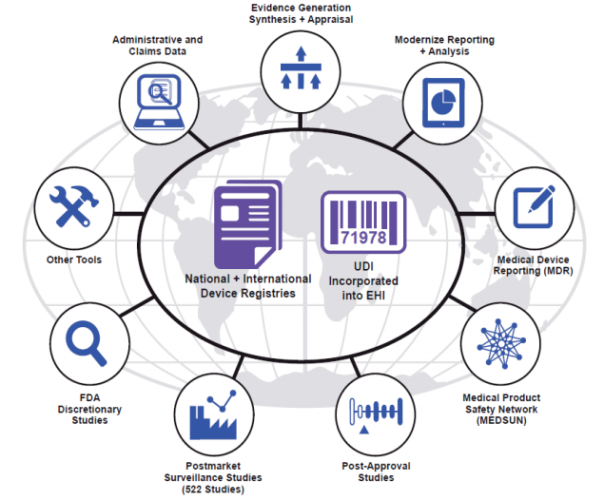 Evidence Generation
Synthesis + Appraisal
Administrative and
Claims Data
Modernize Reporting
+ Analysis
71978
National + International
Device Registries
UDI
Incorporated
into EHI
Other Tools
Medical Device
Reporting (MDR)
FDA
Discretionary
Studies
Medical Product
Safety Network
(MEDSUN)
Postmarket
Surveillance Studies
(522 Studies)
Post-Approval
Studies